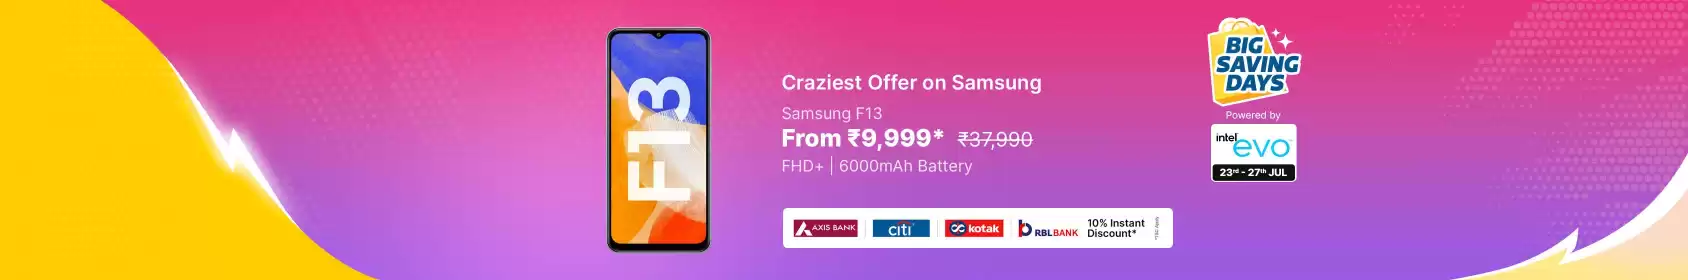 F13
Craziest Offer on Samsung
Samsung F13
From ₹9,999* ₹37,990
FHD+ | 6000mAh Battery
AXIS BANK | citi | kotak | RBLBANK 10% Instant
Discount*
*T&C Apply
BIG
SAVING
DAYS
Powered by
intel
evo
23rd - 27th JUL